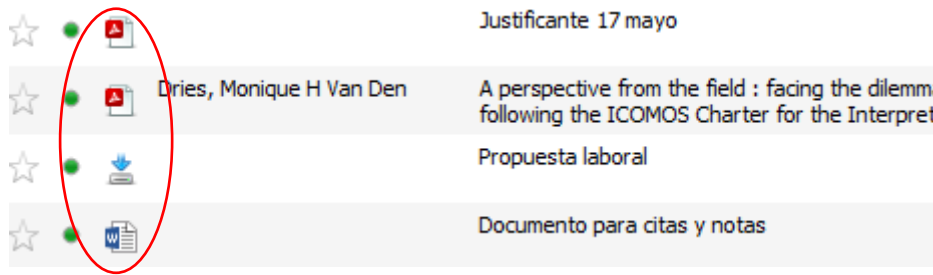 Justificante 17 mayo
Dries, Monique H Van Den
A perspective from the field : facing the dilemma
following the ICOMOS Charter for the Interpret
Propuesta laboral
Documento para citas y notas